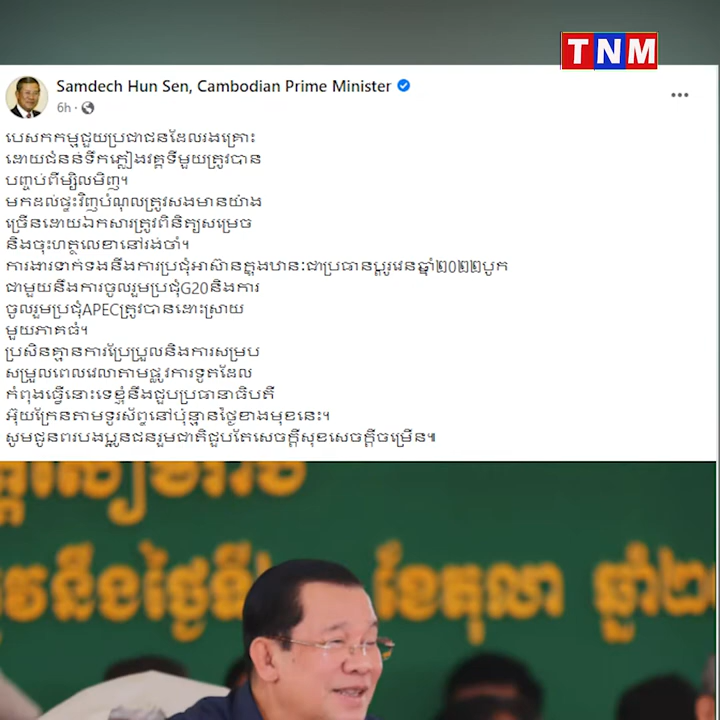 TNM
Samdech Hun Sen, Cambodian Prime Minister
6h ·
បេសកកម្មជួយប្រជាជនដែលរងគ្រោះ
ដោយជំនន់ទឹកភ្លៀងវគ្គទីមួយត្រូវបាន
បញ្ចប់ពីម្សិលមិញ។
មកដល់ផ្ទះវិញបំណុលត្រូវសងមានយ៉ាង
ច្រើនដោយឯកសារត្រូវពិនិត្យសម្រេច
និងចុះហត្ថលេខានៅរង់ចាំ។
ការងារទាក់ទងនឹងការប្រជុំអាស៊ានក្នុងឋានៈជាប្រធានប្តូរវេនឆ្នាំ២០២២បូក
ជាមួយនឹងការចូលរួមប្រជុំG20និងការ
ចូលរួមប្រជុំAPECត្រូវបានដោះស្រាយ
មួយភាគធំ។
ប្រសិនគ្មានការប្រែប្រួលនិងការសម្រប
សម្រួលពេលវេលាតាមផ្លូវការទូតដែល
កំពុងធ្វើនោះទេខ្ញុំនឹងជួបប្រធានាធិបតី
អ៊ុយក្រែនតាមទូរស័ព្ទនៅប៉ុន្មានថ្ងៃខាងមុខនេះ។
សូមជូនពរបងប្អូនជនរួមជាតិជួបតែសេចក្តីសុខសេចក្តីចម្រើន៕
ខែតុលា ឆ្នាំ២